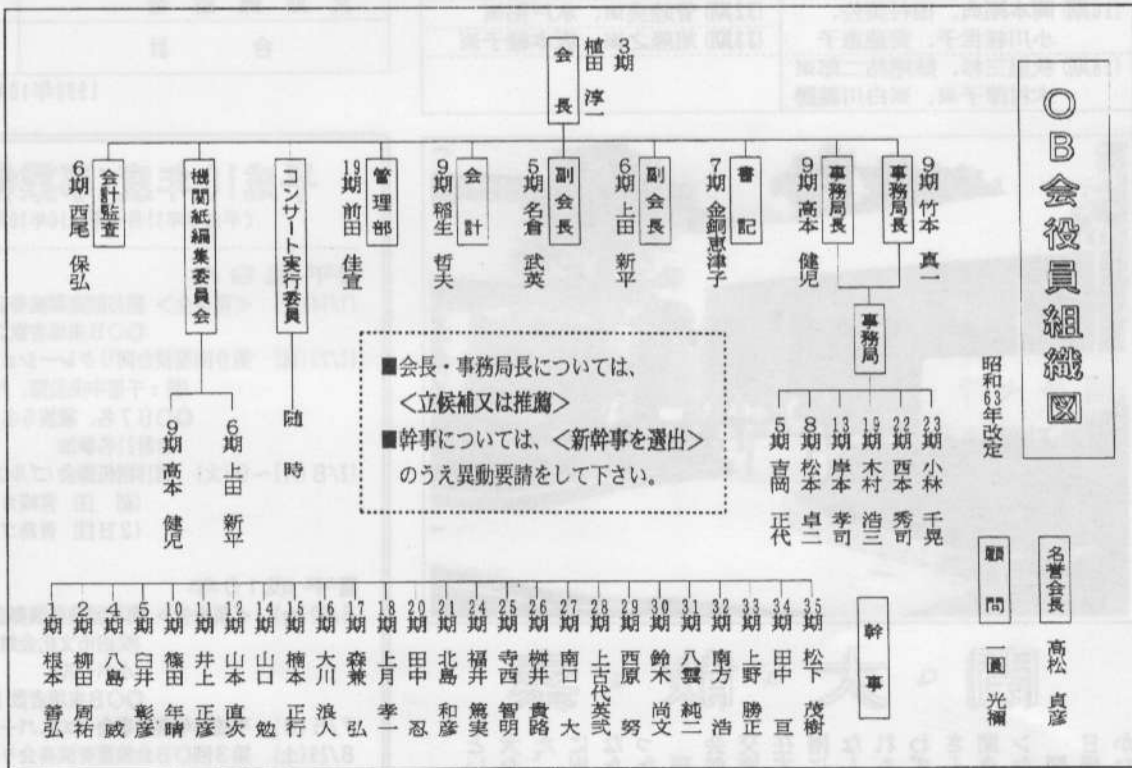 OB会役員組織図
昭和63年改定
名誉会長 高松 貞彦
顧問 圓 光彌
会長
3期 植田 淳一
事務局長
9期 竹本 真一
事務局長
9期 高本 健児
書記
7期 金銅恵津子
副会長
6期 上田 新平
副会長
5期 名倉 武英
会計
9期 稲生 哲夫
管理部
19期 前田 佳宣
コンサート実行委員
随時
機関紙編集委員会
6期 上田 新平
9期 高本 健児
会計監査
6期 西尾 保弘
事務局
23期 小林 千晃
22期 西本 秀司
19期 木村 浩三
13期 岸本 孝司
8期 松本 卓二
5期 吉岡 正代
■会長・事務局長については、
<立候補又は推薦>
■幹事については、<新幹事を選出>
のうえ異動要請をして下さい。
幹事
35期 松下 茂樹
34期 田中 亘
33期 上野 勝正
32期 南方 浩
31期 八雲 純二
30期 鈴木 尚文
29期 西原 努
28期 上古代英弐
27期 南口 大
26期 桝井 貴路
25期 寺西 智明
24期 福井 篤実
21期 北島 和彦
20期 田中 忍
18期 上月 孝一
17期 森兼 弘
16期 大川 浪人
15期 楠本 正行
14期 山口 勉
12期 山本 直次
11期 井上 正彦
10期 篠田 年晴
5期 臼井 彰彦
4期 八島 威
柳田 周祐
根本 善弘